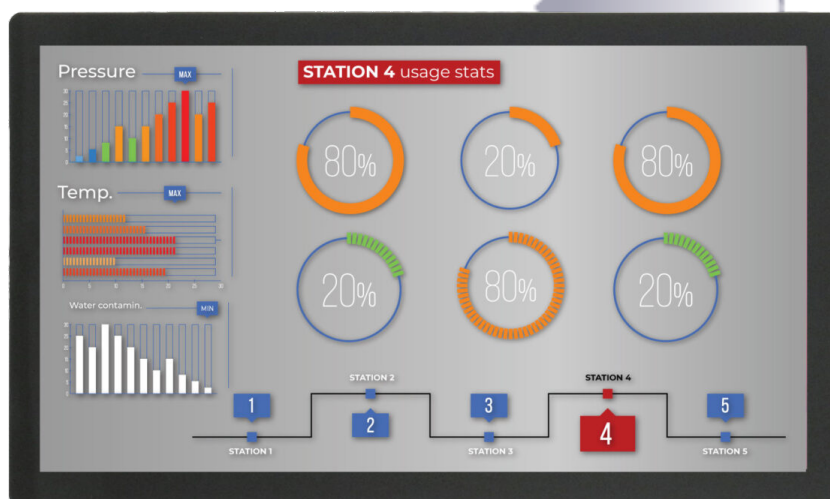 Pressure MAX
STATION 4 usage stats
80% 20% 80%
Temp. MAX
20% 80% 20%
Water contamin. MIN
STATION 2 STATION 4
1 3 5
2 4
STATION 1 STATION 3 STATION 5